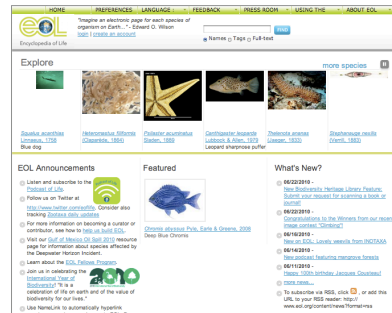 HOME PREFERENCES LANGUAGE : FEEDBACK PRESS ROOM USING THE ABOUT EOL
EOL
Encyclopedia of Life
"Imagine an electronic page for each species of
organism on Earth..." - Edward O. Wilson
login | create an account
FIND
Names Tags Full-text
Explore
more species
Squalus acanthias
Linnaeus, 1758
Blue dog
Heteromastus filiformis
(Claparède, 1864)
Poraster acuminatus
Sladen, 1889
Canthigaster leoparda
Lubbock & Allen, 1979
Leopard sharpnose puffer
Thelenota ananas
(Jaeger, 1833)
(Verrill, 1885)
EOL Announcements
Listen and subscribe to the
Podcast of Life.
Follow us on Twitter at
http://www.twitter.com/eoflife. Consider also
tracking Zootaxa daily updates
For more information on becoming a curator or
contributor, see how to help us build EOL.
Visit our Gulf of Mexico Oil Spill 2010 resource
page for information about species affected by
the Deepwater Horizon Incident.
Learn about the EOL Fellows Program.
Join us in celebrating the
International Year of
Biodiversity! "It is a
celebration of life on earth and of the value of
biodiversity for our lives."
Use NameLink to automatically hyperlink
2010
Featured
Chromis abyssus Pyle, Earle & Greene, 2008
Deep Blue Chromis
What's New?
06/22/2010 -
New Biodiversity Heritage Library Feature:
Submit your request for scanning a book or
journal!
06/22/2010 -
Congratulations to the Winners from our recent
image contest "Climbing"!
06/16/2010 -
New on EOL: Lovely weevils from INOTAXA
06/11/2010 -
New podcast featuring mangrove forests
06/11/2010 -
Happy 100th birthday Jacques Cousteau!
more news...
To subscribe via RSS, click , or add this
URL to your RSS reader: http://
www.eol.org/content/news?format=rss